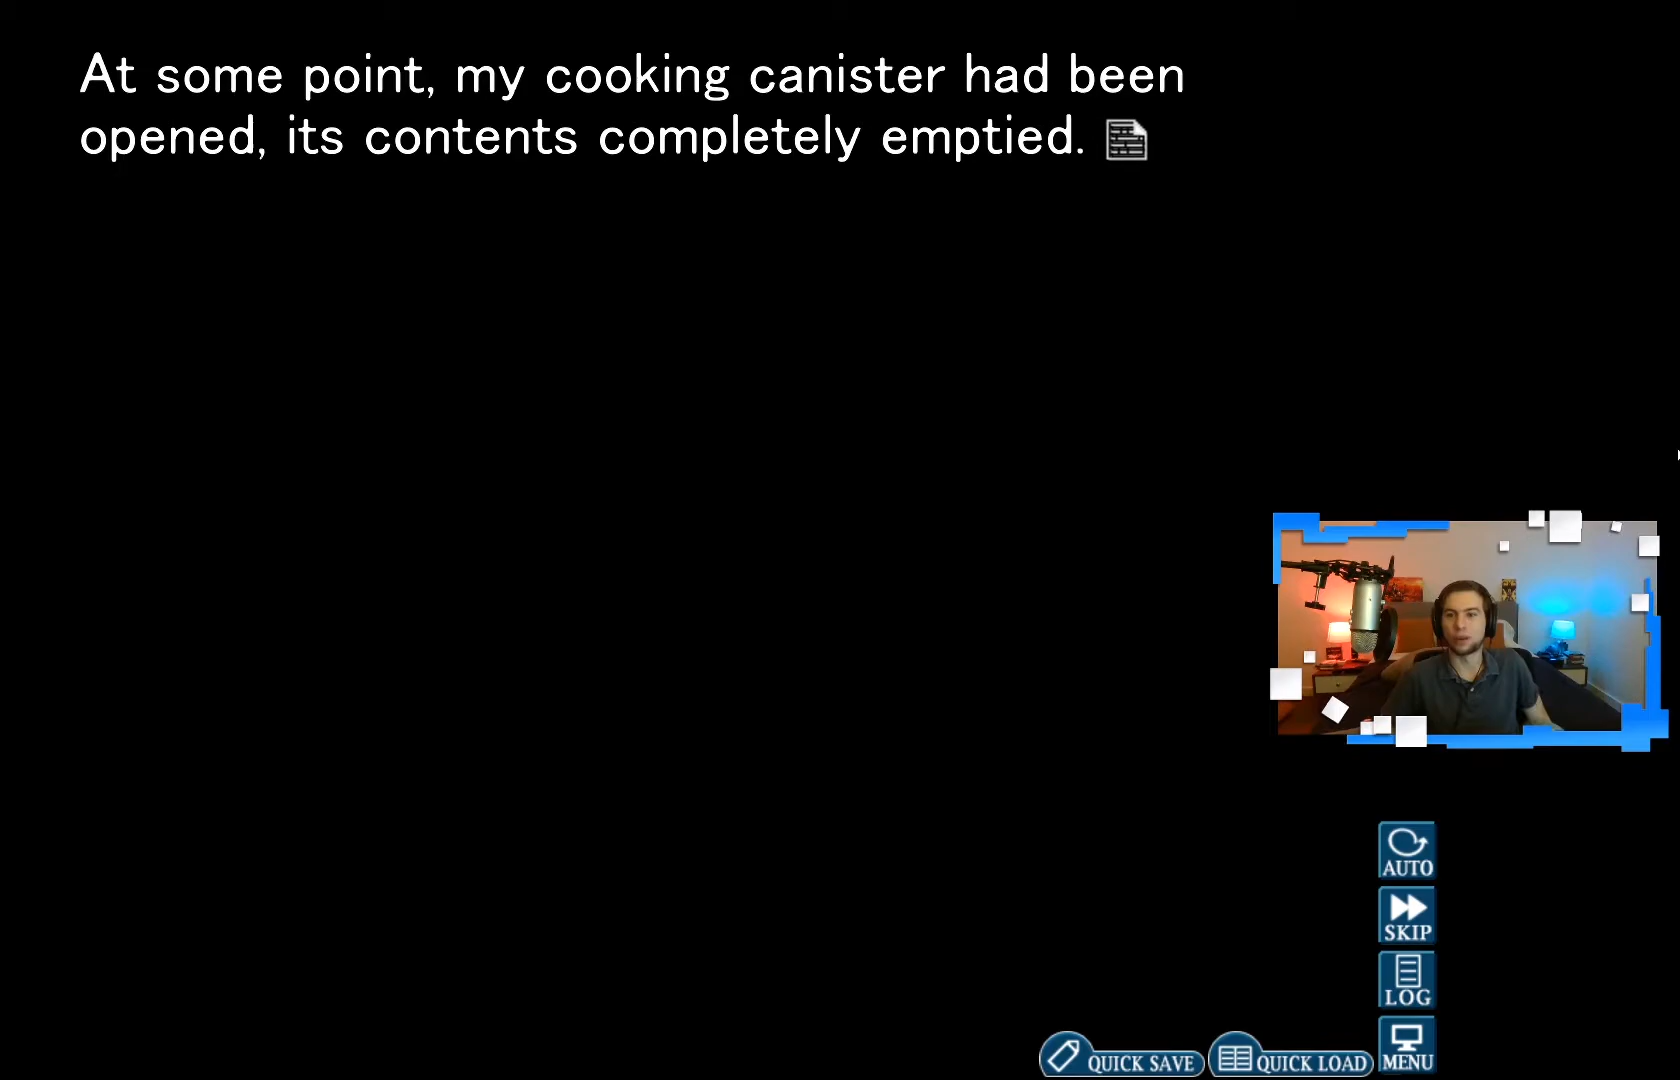 At some point, my cooking canister had been
opened, its contents completely emptied.
AUTO
SKIP
LOG
MENU
QUICK SAVE
QUICK LOAD